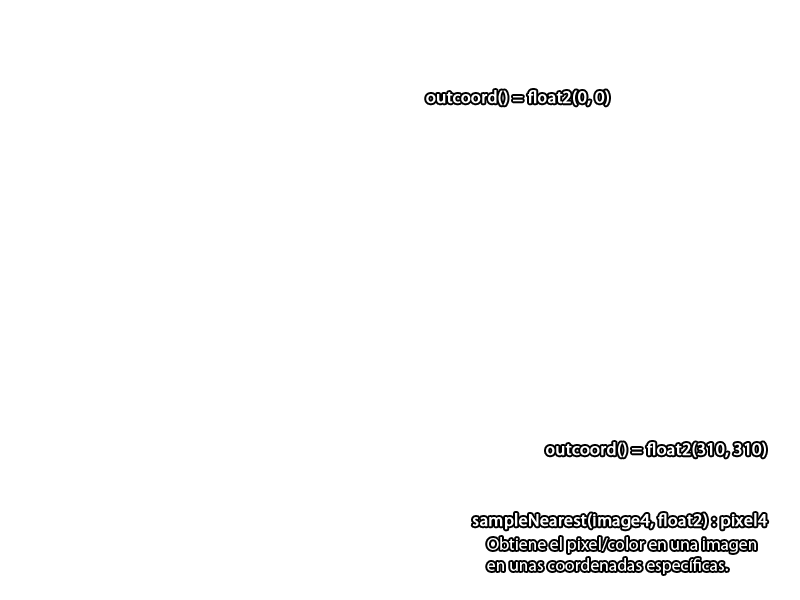 outcoord() = float2(0, 0)
outcoord() = float2(310, 310)
sampleNearest(image4, float2) : pixel4
Obtiene el pixel/color en una imagen
en unas coordenadas específicas.